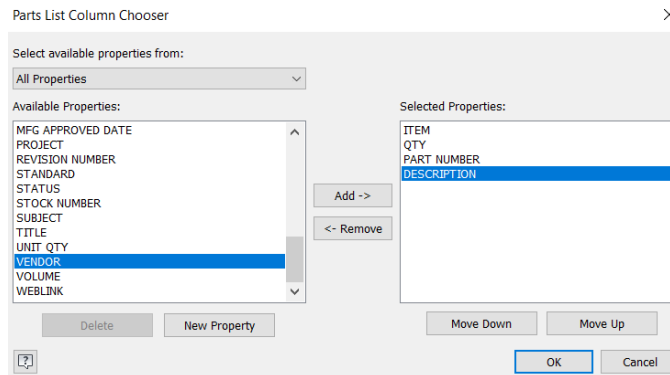 Parts List Column Chooser
Select available properties from:
All Properties
Available Properties:
MFG APPROVED DATE
PROJECT
REVISION NUMBER
STANDARD
STATUS
STOCK NUMBER
SUBJECT
TITLE
UNIT QTY
VENDOR
VOLUME
WEBLINK
Add ->
<- Remove
Selected Properties:
ITEM
QTY
PART NUMBER
DESCRIPTION
Delete
New Property
Move Down
Move Up
?
OK
Cancel